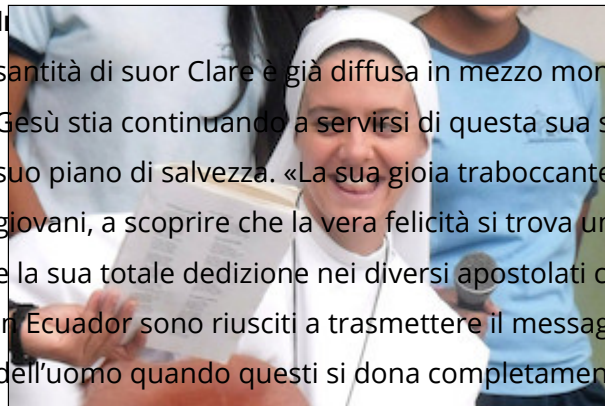 santità di suor Clare è già diffusa in mezzo mon
Gesù stia continuando a servirsi di questa sua s
suo piano di salvezza. «La sua gioia traboccante
giovani, a scoprire che la vera felicità si trova un
e la sua totale dedizione nei diversi apostolati c
in Ecuador sono riusciti a trasmettere il messag
dell’uomo quando questi si dona completamen